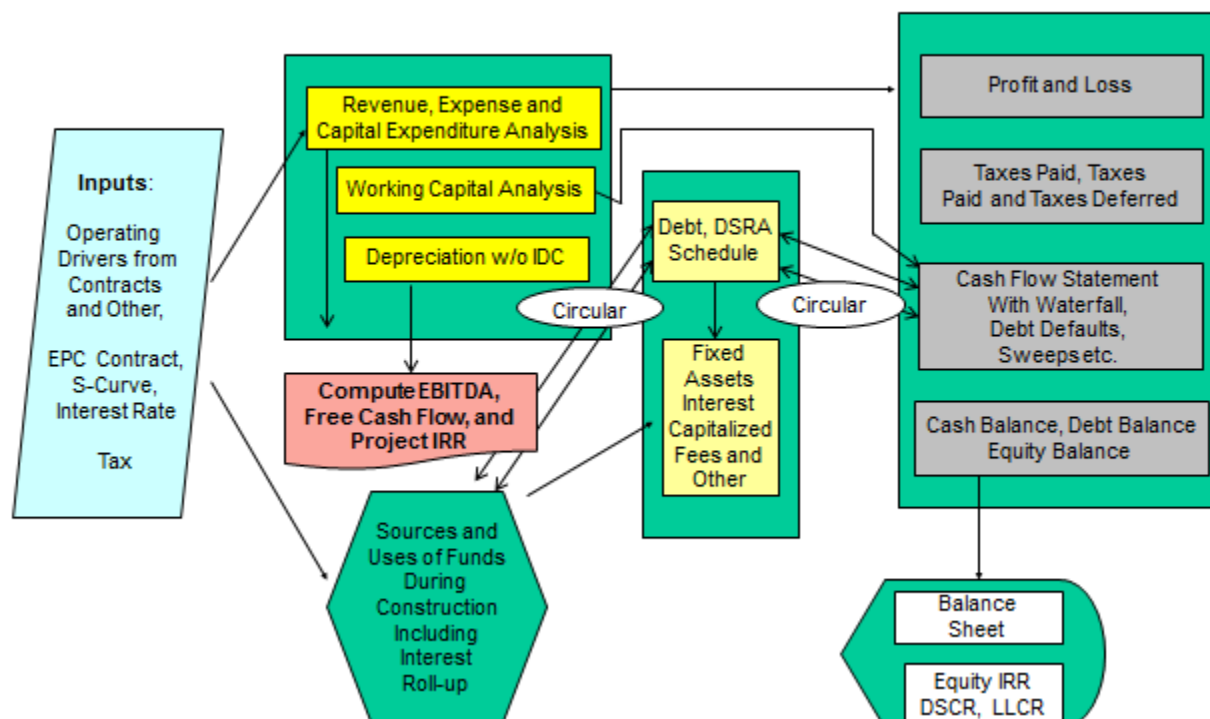 Inputs:
Operating
Drivers from
Contracts
and Other,
EPC Contract,
S-Curve,
Interest Rate
Tax
Revenue, Expense and
Capital Expenditure Analysis
Working Capital Analysis
Depreciation w/o IDC
Compute EBITDA,
Free Cash Flow, and
Project IRR
Sources and
Uses of Funds
During
Construction
Including
Interest
Roll-up
Circular
Debt, DSRA
Schedule
Fixed
Assets
Interest
Capitalized
Fees and
Other
Circular
Profit and Loss
Taxes Paid, Taxes
Paid and Taxes Deferred
Cash Flow Statement
With Waterfall,
Debt Defaults,
Sweeps etc.
Cash Balance, Debt Balance
Equity Balance
Balance
Sheet
Equity IRR
DSCR, LLCR